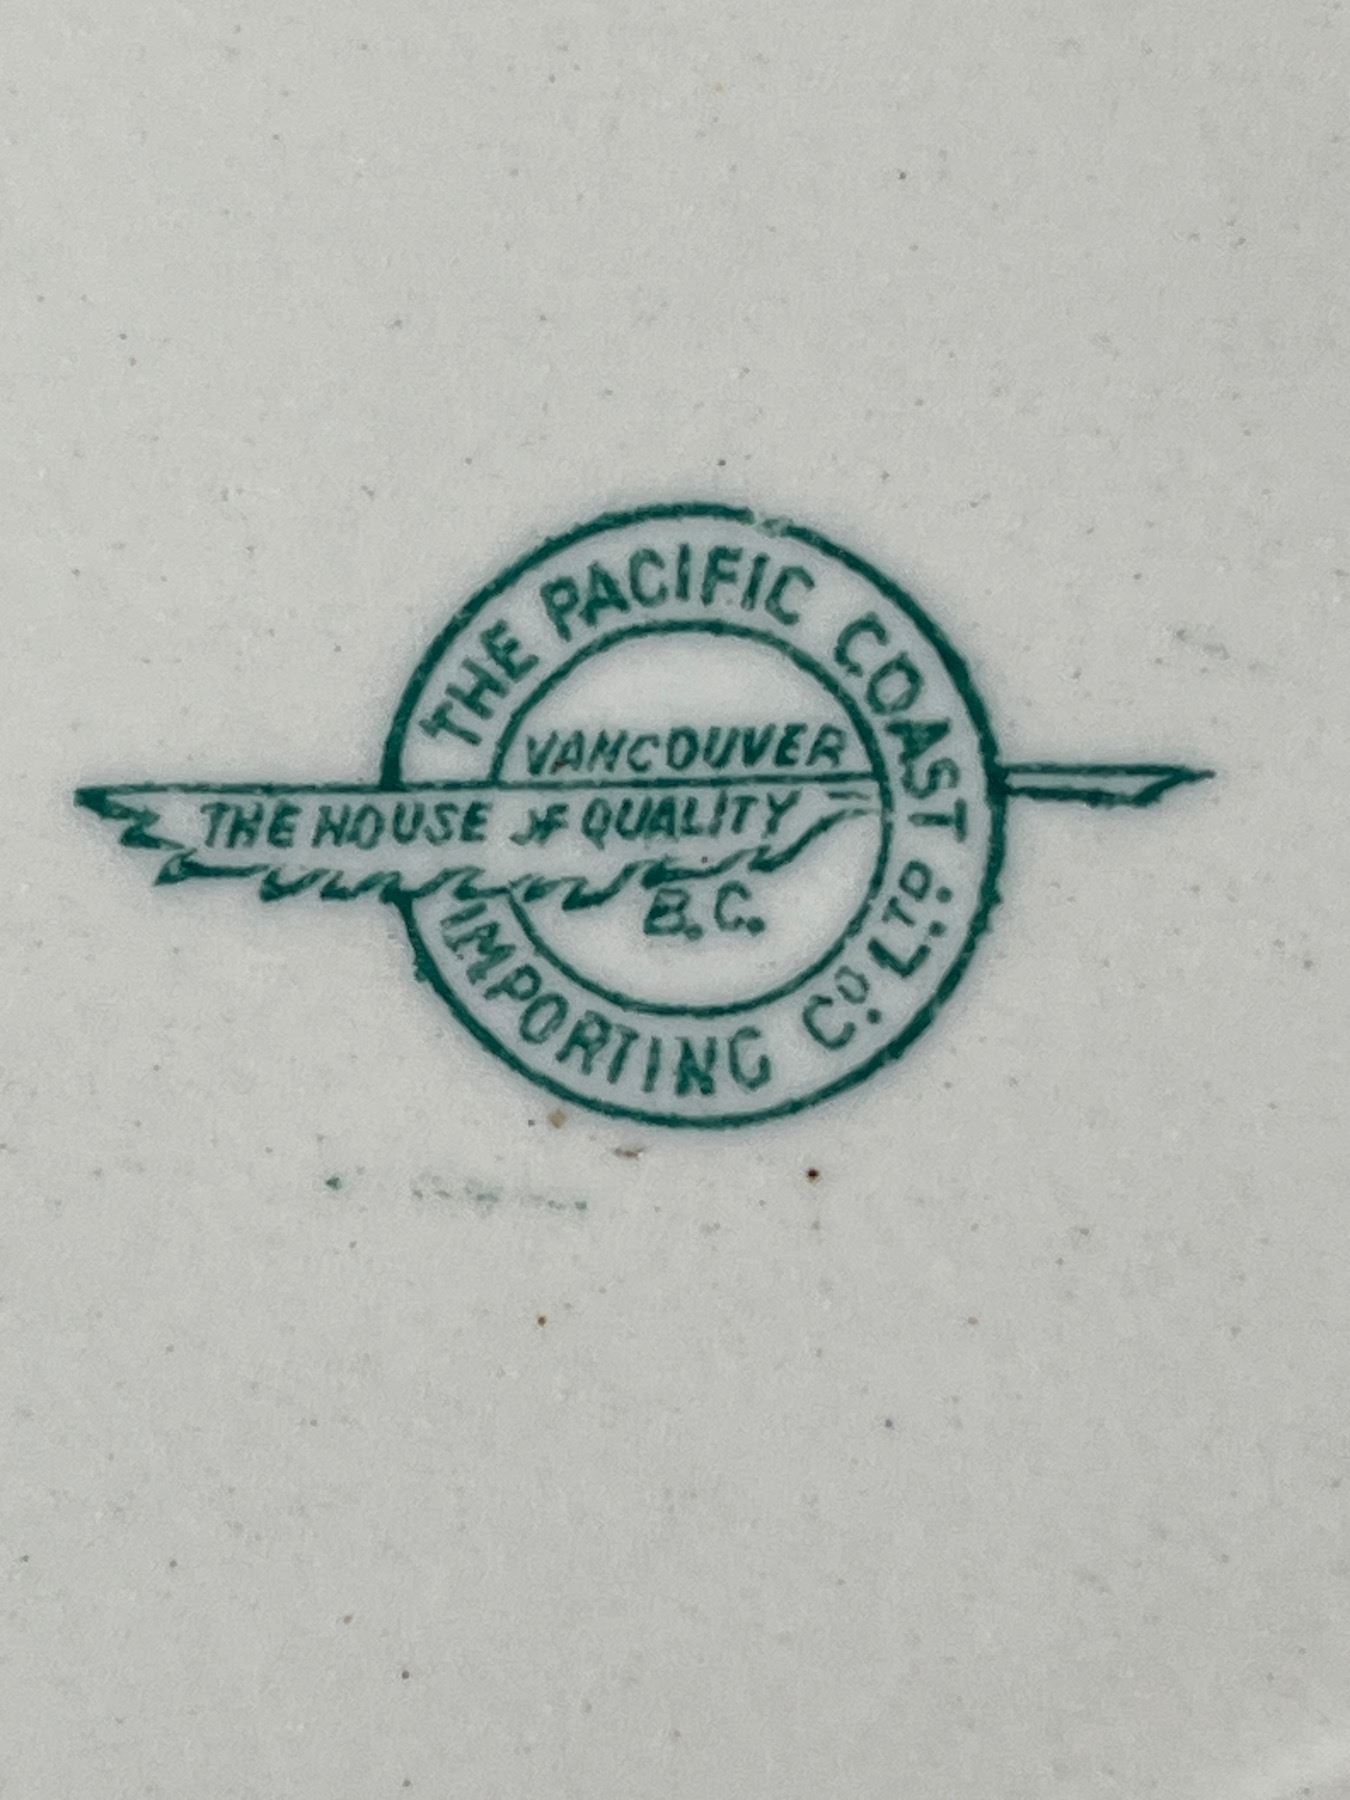 THE PACIFIC COAST
IMPORTING CO. LTD.
VANCOUVER
THE HOUSE OF QUALITY
B.C.